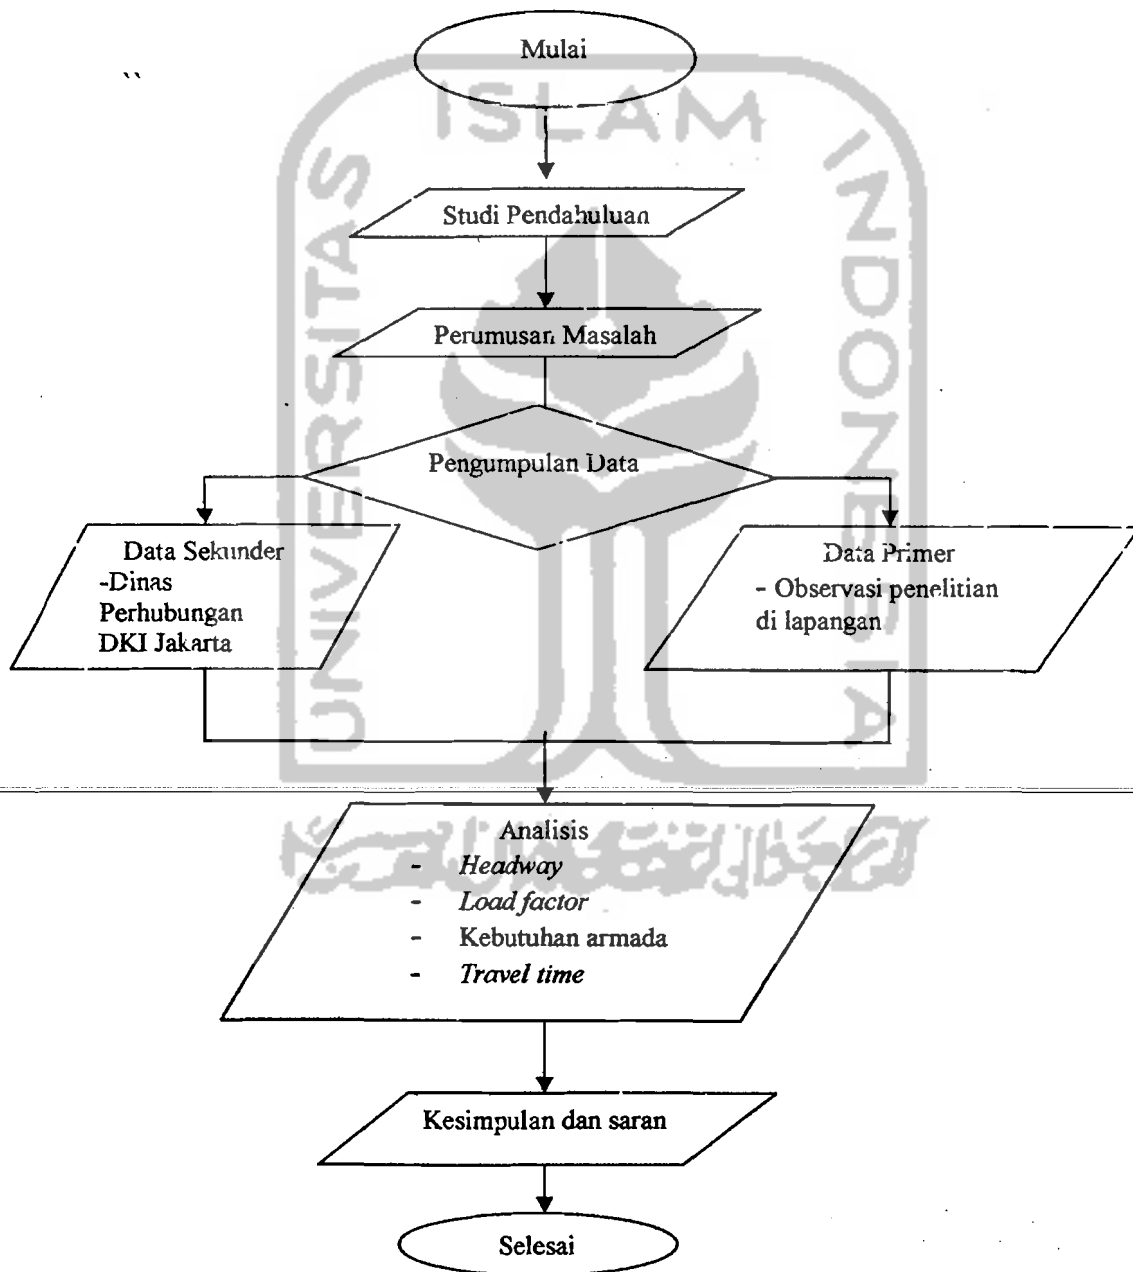 Mulai
ISLAM
UNIVERSITAS
INDONESIA
Studi Pendahuluan
Perumusan Masalah
Pengumpulan Data
Data Sekunder
-Dinas
Perhubungan
DKI Jakarta
Data Primer
- Observasi penelitian
di lapangan
Analisis
- Headway
- Load factor
- Kebutuhan armada
- Travel time
Kesimpulan dan saran
Selesai